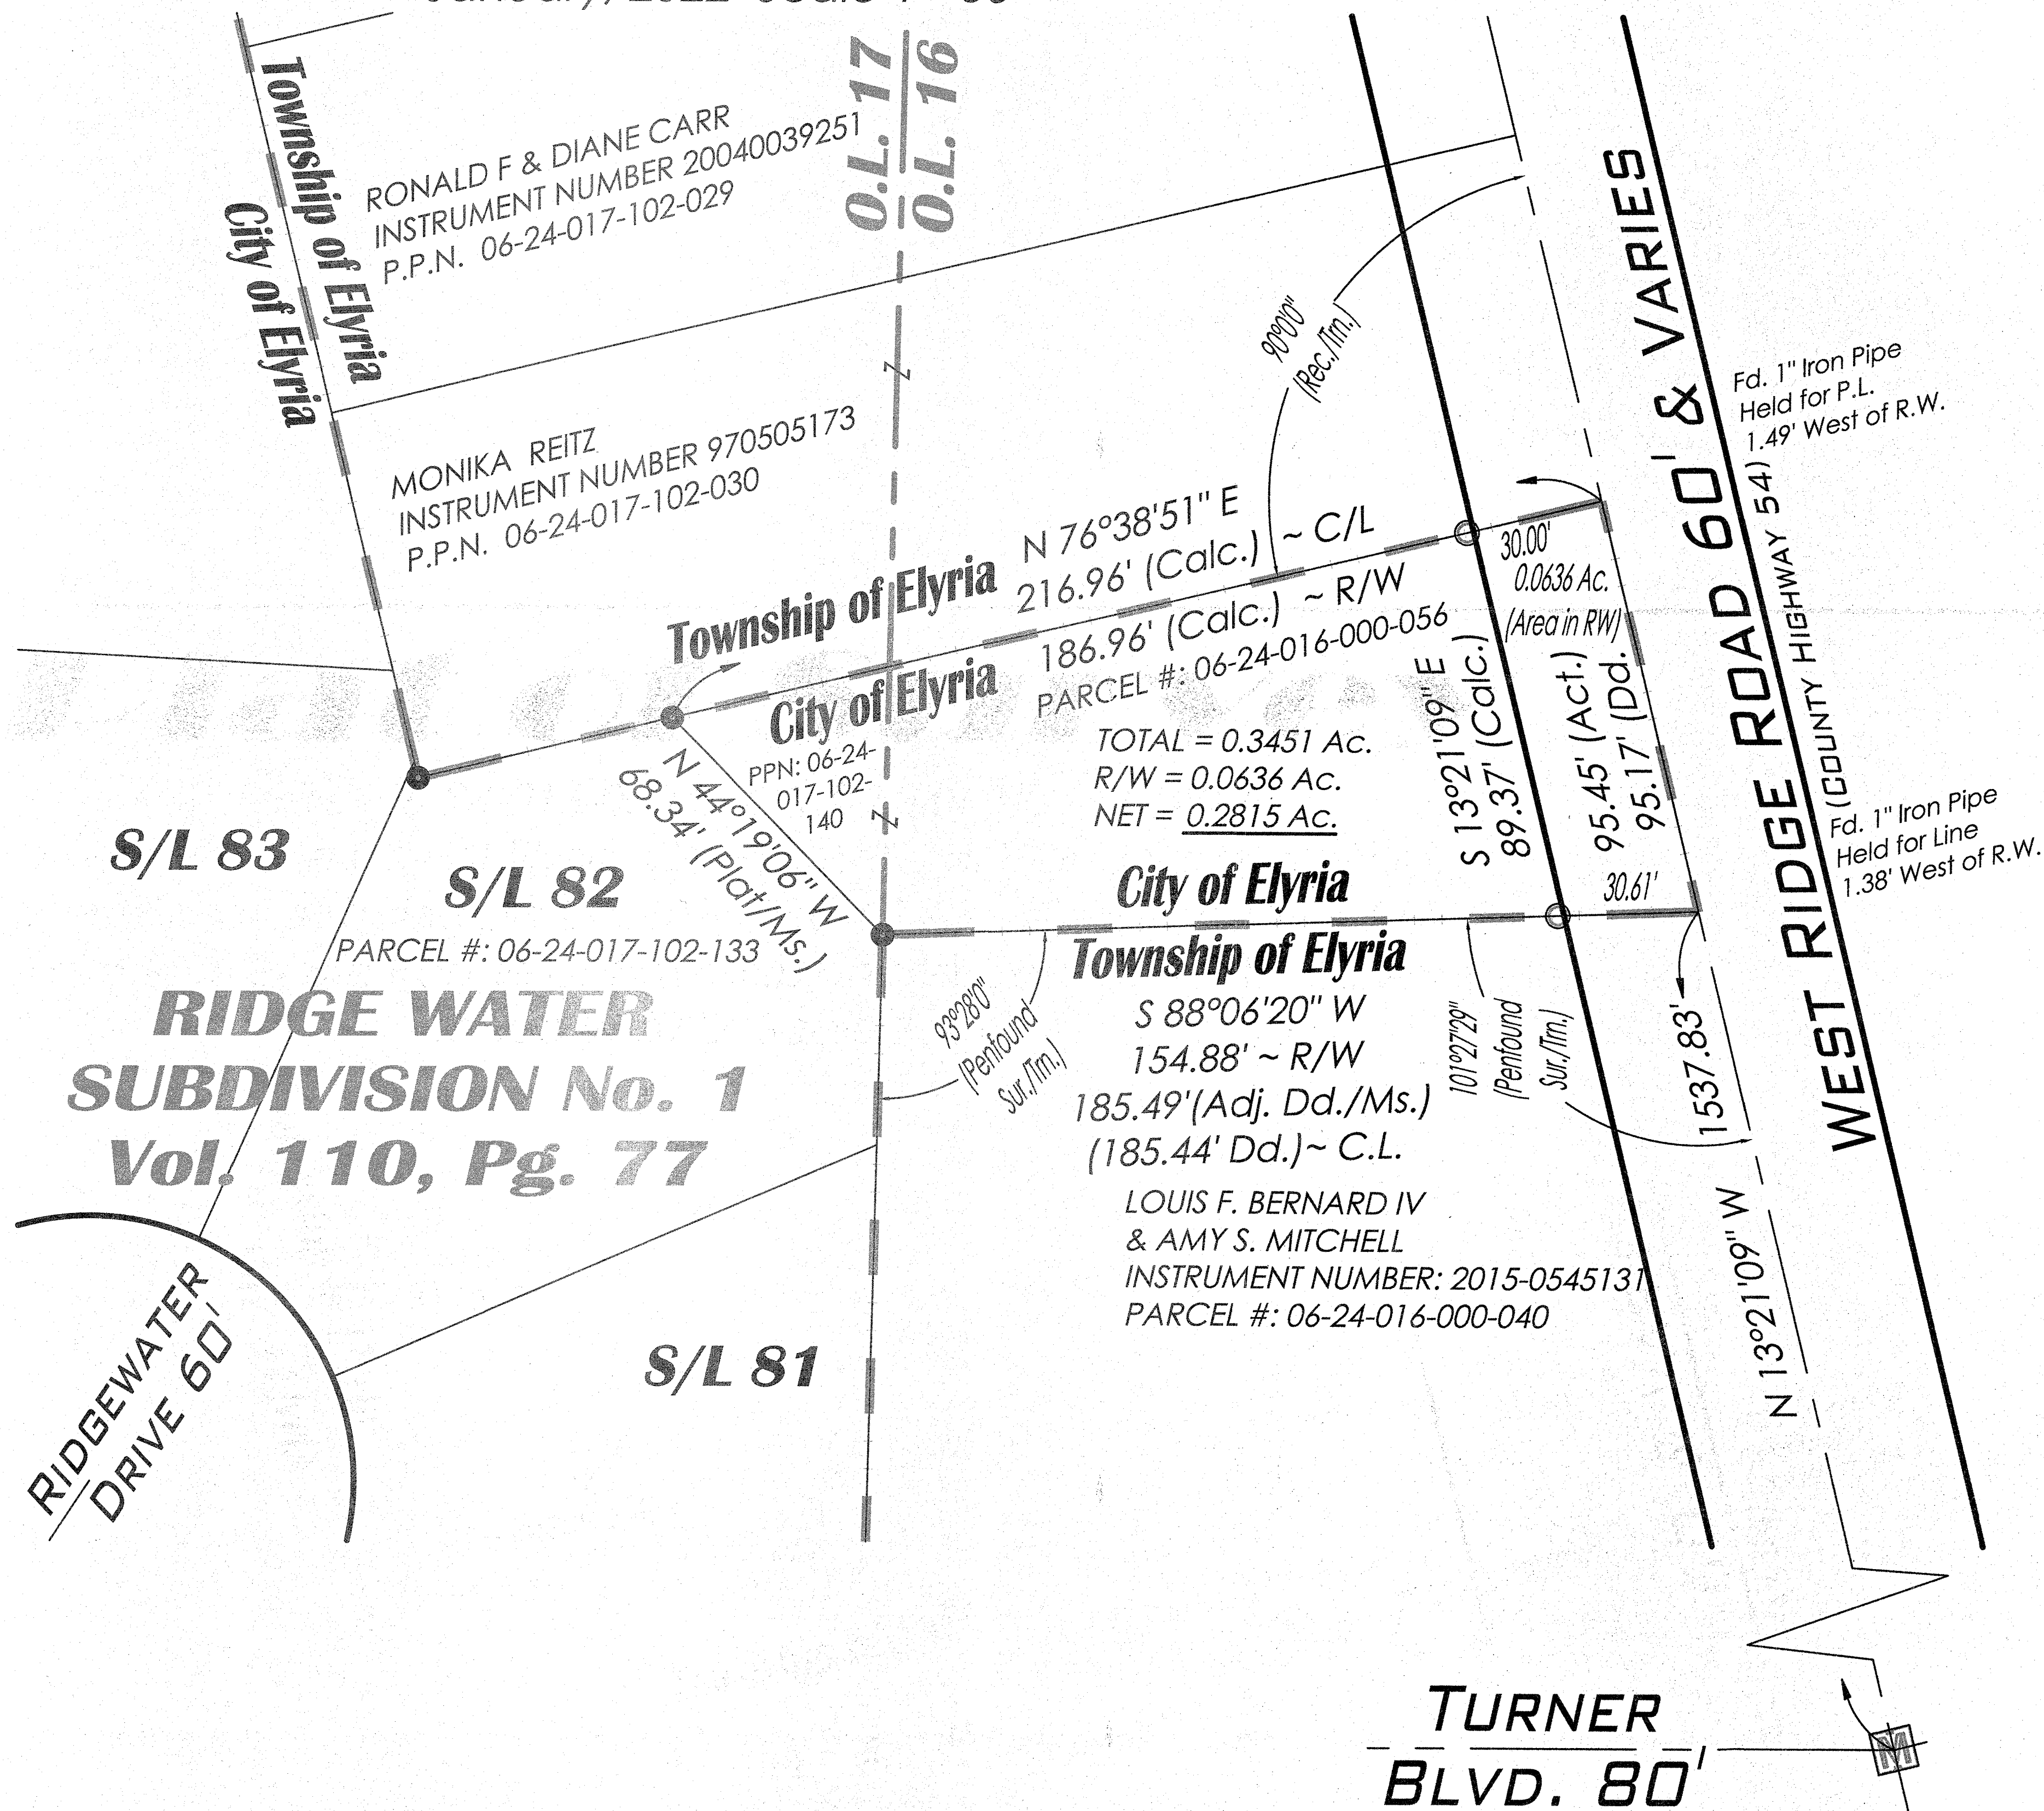 Township of Elyria
City of Elyria
RONALD F & DIANE CARR
INSTRUMENT NUMBER 20040039251
P.P.N. 06-24-017-102-029
O.L. 17
O.L. 16
MONIKA REITZ
INSTRUMENT NUMBER 970505173
P.P.N. 06-24-017-102-030
90°0'0"
(Rec./Trn.)
WEST RIDGE ROAD 60' & VARIES
(COUNTY HIGHWAY 54)
Fd. 1" Iron Pipe
Held for P.L.
1.49' West of R.W.
Z
Township of Elyria
N 76°38'51" E
216.96' (Calc.) ~ C/L
186.96' (Calc.) ~ R/W
PARCEL #: 06-24-016-000-056
City of Elyria
30.00'
0.0636 Ac.
(Area in RW)
PPN: 06-24-
017-102-
140
Z
N 44°19'06" W
68.34' (Plat/Ms.)
TOTAL = 0.3451 Ac.
R/W = 0.0636 Ac.
NET = 0.2815 Ac.
S 13°21'09" E
89.37' (Calc.)
95.45' (Act.)
95.17' (Dd.)
Fd. 1" Iron Pipe
Held for Line
1.38' West of R.W.
30.61'
S/L 83
S/L 82
PARCEL #: 06-24-017-102-133
City of Elyria
Township of Elyria
S 88°06'20" W
154.88' ~ R/W
185.49'(Adj. Dd./Ms.)
(185.44' Dd.)~ C.L.
93°28'0"
(Penfound
Sur./Trn.)
101°27'29"
(Penfound
Sur./Trn.)
1537.83'
N 13°21'09" W
RIDGE WATER
SUBDIVISION No. 1
Vol. 110, Pg. 77
LOUIS F. BERNARD IV
& AMY S. MITCHELL
INSTRUMENT NUMBER: 2015-0545131
PARCEL #: 06-24-016-000-040
RIDGEWATER
DRIVE 60'
S/L 81
TURNER
BLVD. 80'
M